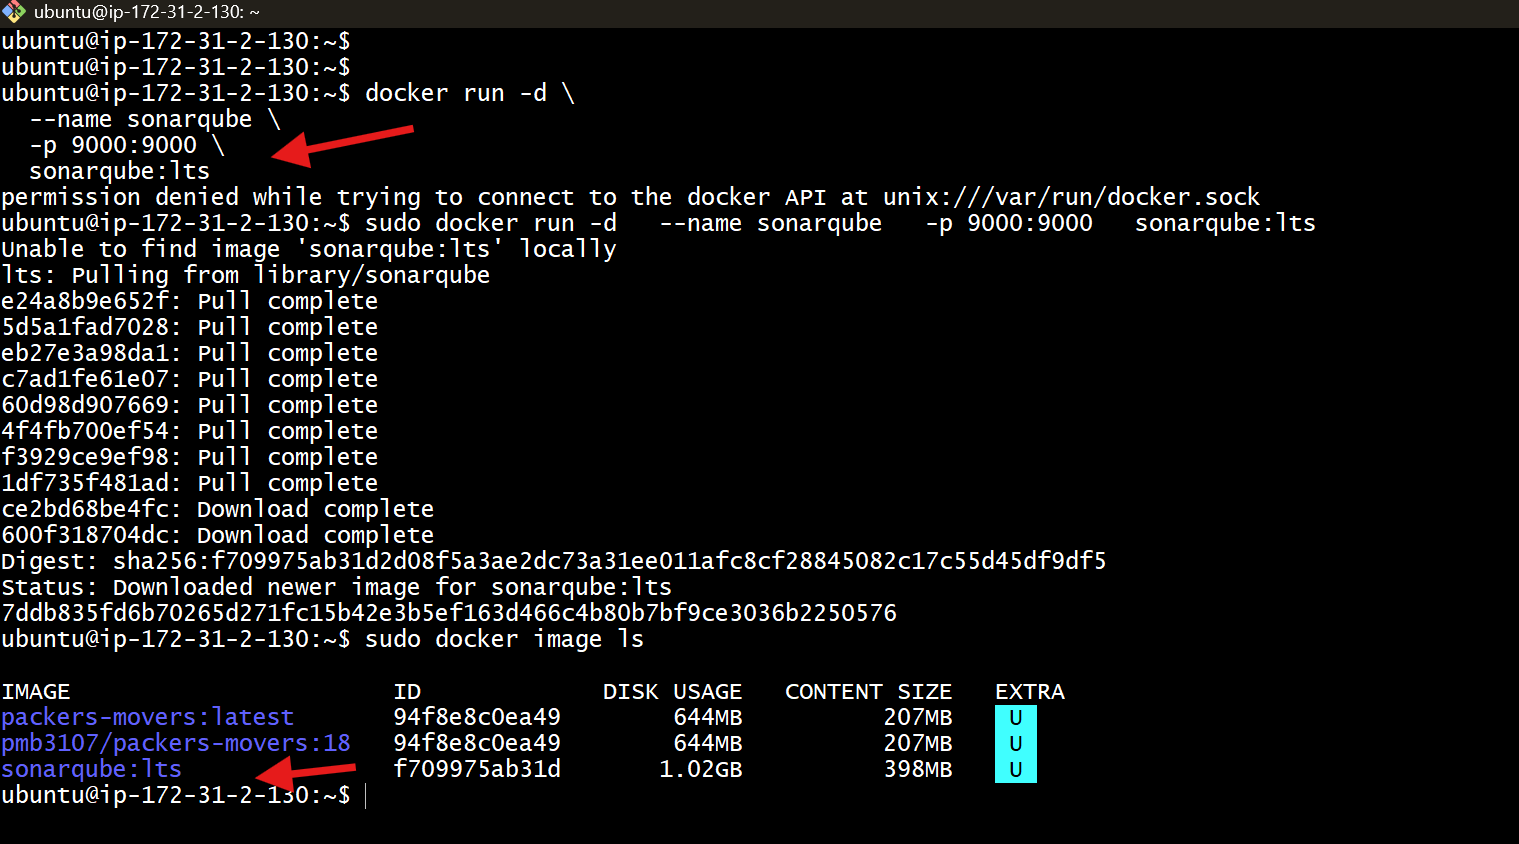 ubuntu@ip-172-31-2-130: ~
ubuntu@ip-172-31-2-130:~$
ubuntu@ip-172-31-2-130:~$
ubuntu@ip-172-31-2-130:~$ docker run -d \
  --name sonarqube \
  -p 9000:9000 \
  sonarqube:lts
permission denied while trying to connect to the docker API at unix:///var/run/docker.sock
ubuntu@ip-172-31-2-130:~$ sudo docker run -d   --name sonarqube   -p 9000:9000   sonarqube:lts
Unable to find image 'sonarqube:lts' locally
lts: Pulling from library/sonarqube
e24a8b9e652f: Pull complete
5d5a1fad7028: Pull complete
eb27e3a98da1: Pull complete
c7ad1fe61e07: Pull complete
60d98d907669: Pull complete
4f4fb700ef54: Pull complete
f3929ce9ef98: Pull complete
1df735f481ad: Pull complete
ce2bd68be4fc: Download complete
600f318704dc: Download complete
Digest: sha256:f709975ab31d2d08f5a3ae2dc73a31ee011afc8cf28845082c17c55d45df9df5
Status: Downloaded newer image for sonarqube:lts
7ddb835fd6b70265d271fc15b42e3b5ef163d466c4b80b7bf9ce3036b2250576
ubuntu@ip-172-31-2-130:~$ sudo docker image ls
IMAGE                       ID             DISK USAGE   CONTENT SIZE   EXTRA
packers-movers:latest       94f8e8c0ea49        644MB          207MB    U
pmb3107/packers-movers:18   94f8e8c0ea49        644MB          207MB    U
sonarqube:lts               f709975ab31d       1.02GB          398MB    U
ubuntu@ip-172-31-2-130:~$